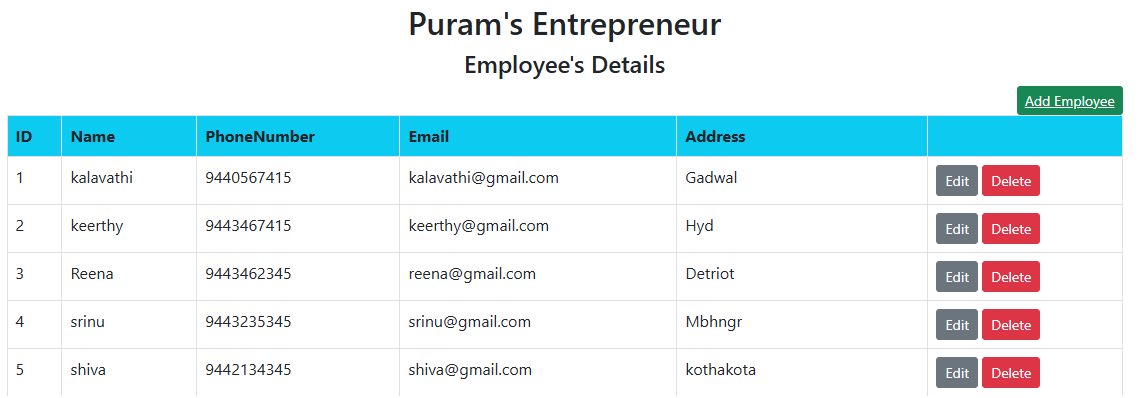 Puram's Entrepreneur
Employee's Details
Add Employee
ID Name PhoneNumber Email Address
1 kalavathi 9440567415 kalavathi@gmail.com Gadwal Edit Delete
2 keerthy 9443467415 keerthy@gmail.com Hyd Edit Delete
3 Reena 9443462345 reena@gmail.com Detriot Edit Delete
4 srinu 9443235345 srinu@gmail.com Mbhngr Edit Delete
5 shiva 9442134345 shiva@gmail.com kothakota Edit Delete